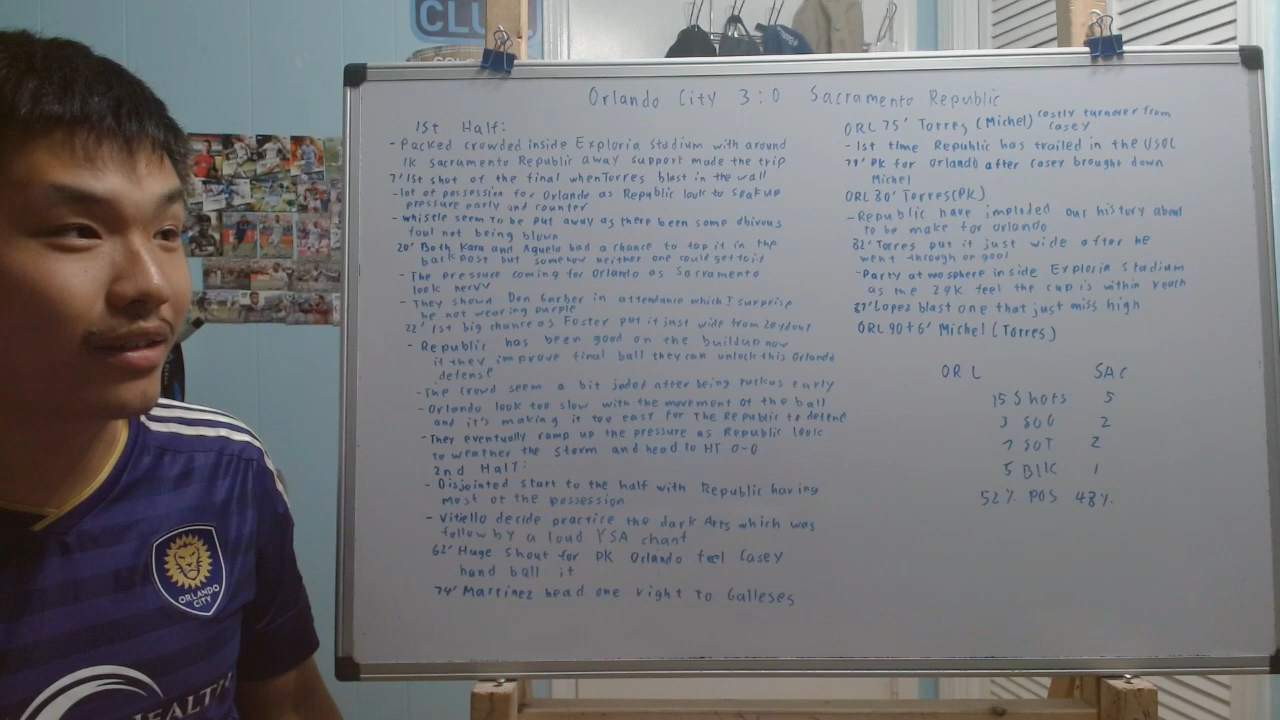 CLU
Orlando City 3:0 Sacramento Republic
1st Half:
- Packed crowded inside Exploria Stadium with around
1K Sacramento Republic away support made the trip
7' 1st shot of the final when Torres blast in the wall
- lot of possession for Orlando as Republic look to soak up
pressure early and counter
- whistle seem to be put away as there been some obivous
foul not being blown
20' Both Kara and Aguelo had a chance to tap it in the
back post but somehow neither one could get to it
- The pressure coming for Orlando as Sacramento
look nervy
- They shown Don Garber in attendance which I surprise
he not wearing purple
22' 1st big chance as Foster put it just wide from 20 yd out
- Republic has been good on the buildup now
if they improve final ball they can unlock this Orlando
defense
- The crowd seem a bit jaded after being ruckus early
- Orlando look too slow with the movement of the ball
and it's making it too easy for The Republic to defend
- They eventually ramp up the pressure as Republic look
to weather the storm and head to HT 0-0
2nd Half:
- Disjointed start to the half with Republic having
most of the possession
- Vitiello decide practice the dark Arts which was
follow by a loud YSA chant
62' Huge shout for PK Orlando feel Casey
hand ball it
74' Martinez head one right to Galleses
ORL 75' Torres (Michel) costly turnover from
Casey
- 1st time Republic has trailed in the USOC
79' PK for Orlando after Casey brought down
Michel
ORL 80' Torres (PK)
- Republic have imploded our history about
to be make for Orlando
82' Torres put it just wide after he
went through on goal
- Party atmosphere inside Exploria Stadium
as the 24K feel the cup is within reach
87' Lopez blast one that just miss high
ORL 90+6' Michel (Torres)
ORL SAC
15 Shots 5
3 SOG 2
7 SOT 2
5 Blk 1
52% POS 48%
ORLANDO
CITY
HEALTH